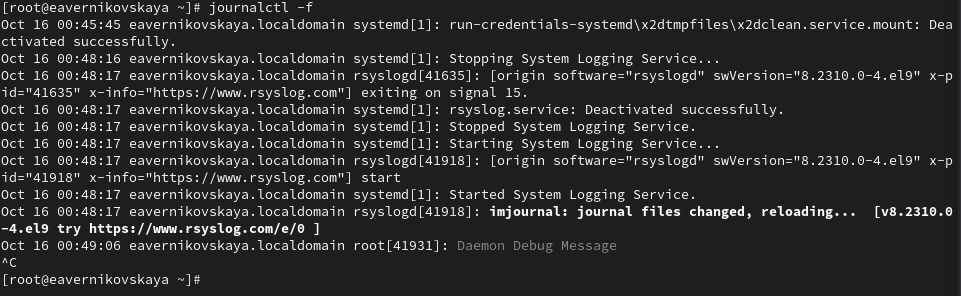 [root@eavernikovskaya ~]# journalctl -f
Oct 16 00:45:45 eavernikovskaya.localdomain systemd[1]: run-credentials-systemd\x2dtmpfiles\x2dclean.service.mount: Dea
ctivated successfully.
Oct 16 00:48:16 eavernikovskaya.localdomain systemd[1]: Stopping System Logging Service...
Oct 16 00:48:17 eavernikovskaya.localdomain rsyslogd[41635]: [origin software="rsyslogd" swVersion="8.2310.0-4.el9" x-p
id="41635" x-info="https://www.rsyslog.com"] exiting on signal 15.
Oct 16 00:48:17 eavernikovskaya.localdomain systemd[1]: rsyslog.service: Deactivated successfully.
Oct 16 00:48:17 eavernikovskaya.localdomain systemd[1]: Stopped System Logging Service.
Oct 16 00:48:17 eavernikovskaya.localdomain systemd[1]: Starting System Logging Service...
Oct 16 00:48:17 eavernikovskaya.localdomain rsyslogd[41918]: [origin software="rsyslogd" swVersion="8.2310.0-4.el9" x-p
id="41918" x-info="https://www.rsyslog.com"] start
Oct 16 00:48:17 eavernikovskaya.localdomain systemd[1]: Started System Logging Service.
Oct 16 00:48:17 eavernikovskaya.localdomain rsyslogd[41918]: imjournal: journal files changed, reloading...  [v8.2310.0
-4.el9 try https://www.rsyslog.com/e/0 ]
Oct 16 00:49:06 eavernikovskaya.localdomain root[41931]: Daemon Debug Message
^C
[root@eavernikovskaya ~]#